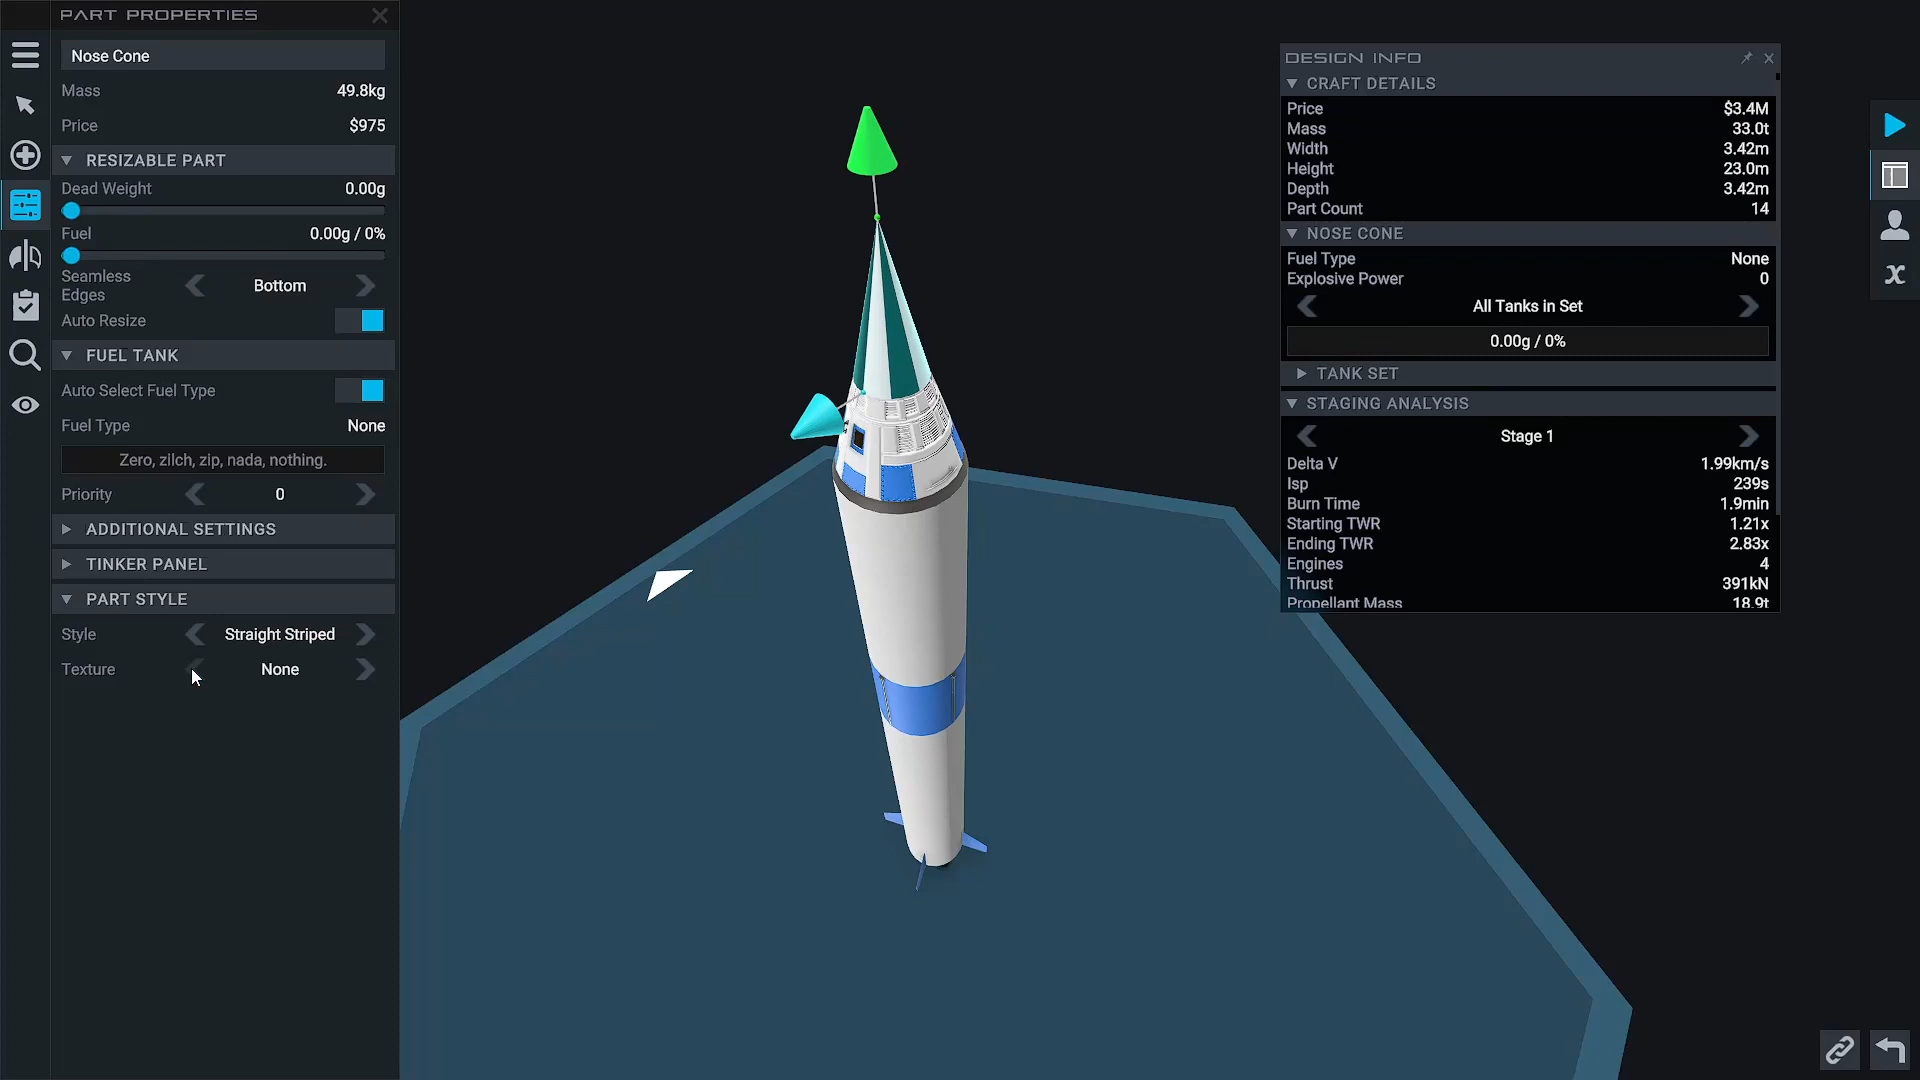 PART PROPERTIES
Nose Cone
Mass 49.8kg
Price $975
RESIZABLE PART
Dead Weight 0.00g
Fuel 0.00g / 0%
Seamless Edges Bottom
Auto Resize
FUEL TANK
Auto Select Fuel Type
Fuel Type None
Zero, zilch, zip, nada, nothing.
Priority 0
ADDITIONAL SETTINGS
TINKER PANEL
PART STYLE
Style Straight Striped
Texture None
DESIGN INFO
CRAFT DETAILS
Price $3.4M
Mass 33.0t
Width 3.42m
Height 23.0m
Depth 3.42m
Part Count 14
NOSE CONE
Fuel Type None
Explosive Power 0
All Tanks in Set
0.00g / 0%
TANK SET
STAGING ANALYSIS
Stage 1
Delta V 1.99km/s
Isp 239s
Burn Time 1.9min
Starting TWR 1.21x
Ending TWR 2.83x
Engines 4
Thrust 391kN
Propellant Mass 18.9t